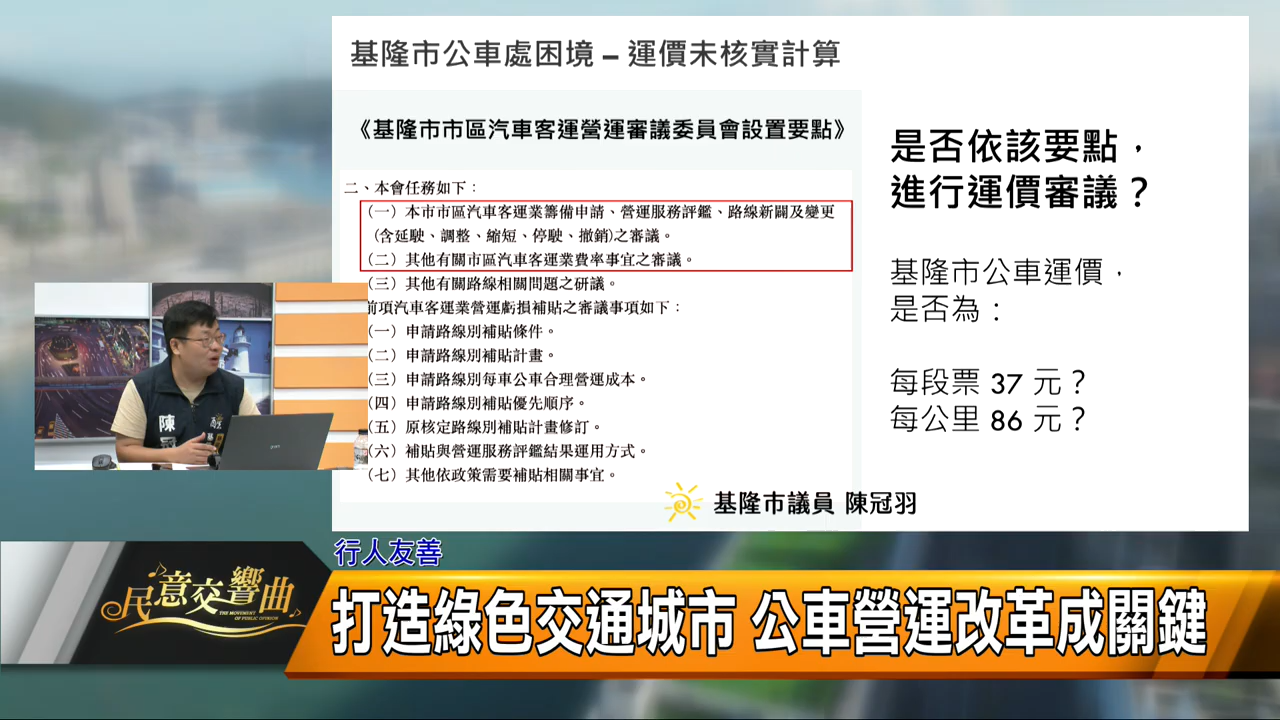 基隆市公車處困境 – 運價未核實計算
《基隆市市區汽車客運營運審議委員會設置要點》
二、本會任務如下：
(一) 本市市區汽車客運業籌備申請、營運服務評鑑、路線新闢及變更
(含延駛、調整、縮短、停駛、撤銷)之審議。
(二) 其他有關市區汽車客運業費率事宜之審議。
(三) 其他有關路線相關問題之研議。
前項汽車客運業營運虧損補貼之審議事項如下：
(一) 申請路線別補貼條件。
(二) 申請路線別補貼計畫。
(三) 申請路線別每車公車合理營運成本。
(四) 申請路線別補貼優先順序。
(五) 原核定路線別補貼計畫修訂。
(六) 補貼與營運服務評鑑結果運用方式。
(七) 其他依政策需要補貼相關事宜。
是否依該要點，
進行運價審議？
基隆市公車運價，
是否為：
每段票 37 元？
每公里 86 元？
基隆市議員 陳冠羽
陳
醒
gram
行人友善
民意交響曲
THE MOVEMENT
OF PUBLIC OPINION
打造綠色交通城市 公車營運改革成關鍵